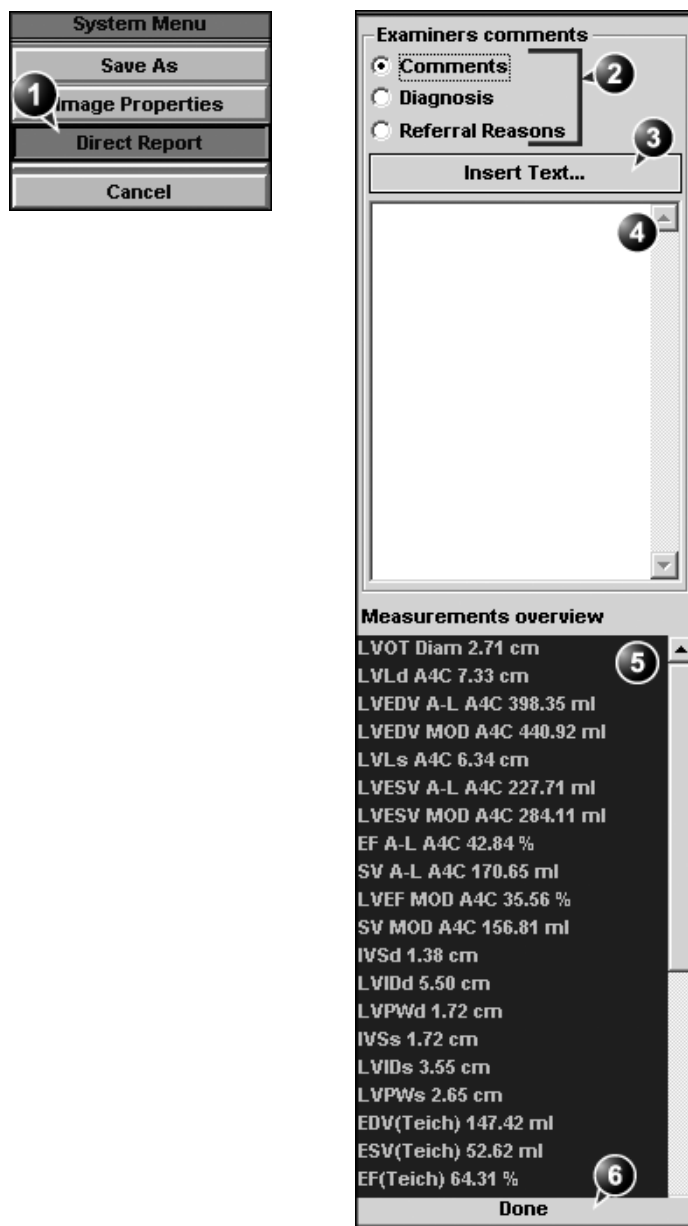 System Menu
Save As
1
Image Properties
Direct Report
Cancel
Examiners comments
Comments
2
Diagnosis
Referral Reasons
3
Insert Text...
4
Measurements overview
LVOT Diam 2.71 cm
5
LVLd A4C 7.33 cm
LVEDV A-L A4C 398.35 ml
LVEDV MOD A4C 440.92 ml
LVLs A4C 6.34 cm
LVESV A-L A4C 227.71 ml
LVESV MOD A4C 284.11 ml
EF A-L A4C 42.84 %
SV A-L A4C 170.65 ml
LVEF MOD A4C 35.56 %
SV MOD A4C 156.81 ml
IVSd 1.38 cm
LVIDd 5.50 cm
LVPWd 1.72 cm
IVSs 1.72 cm
LVIDs 3.55 cm
LVPWs 2.65 cm
EDV(Teich) 147.42 ml
ESV(Teich) 52.62 ml
EF(Teich) 64.31 %
6
Done